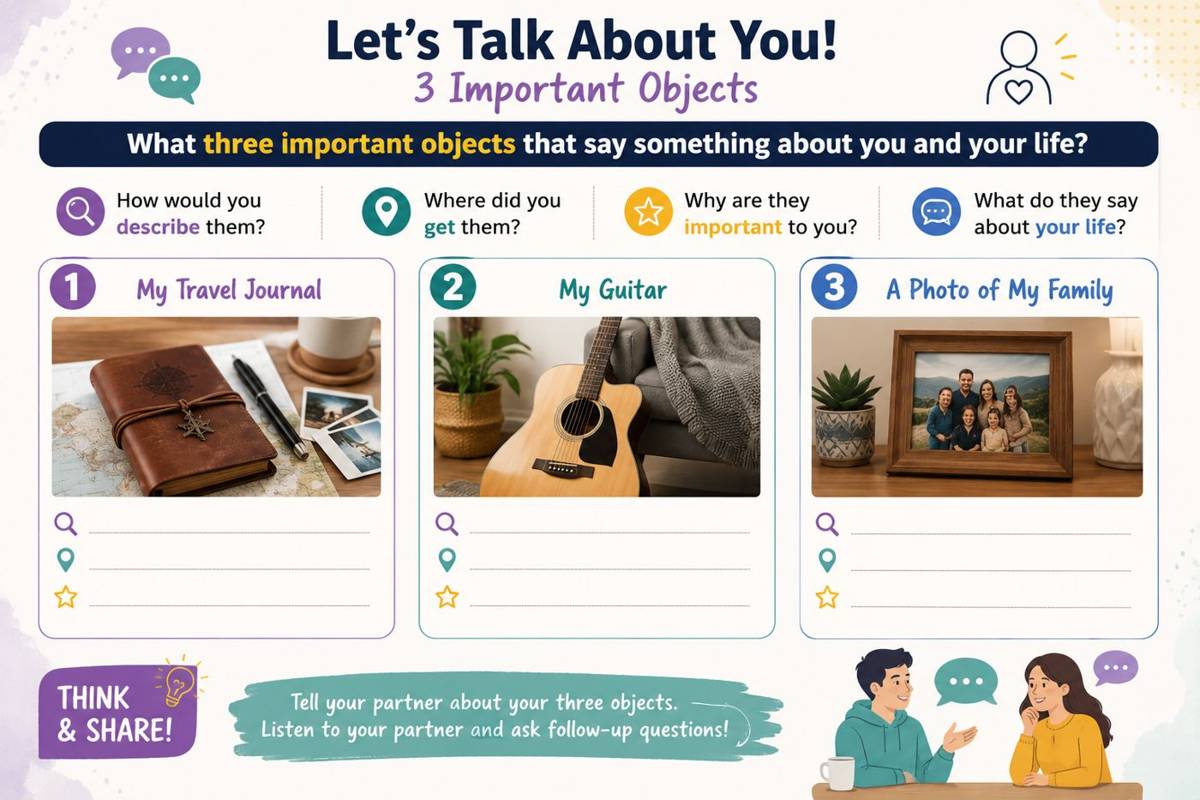 Let's Talk About You!
3 Important Objects
What three important objects that say something about you and your life?
How would you
describe them?
Where did you
get them?
Why are they
important to you?
What do they say
about your life?
1 My Travel Journal
2 My Guitar
3 A Photo of My Family
THINK
& SHARE!
Tell your partner about your three objects.
Listen to your partner and ask follow-up questions!